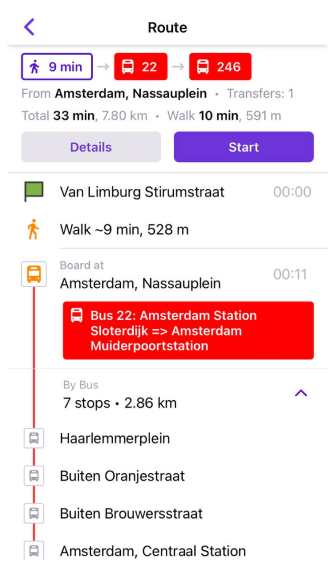 Route
9 min → 22 → 246
From Amsterdam, Nassauplein • Transfers: 1
Total 33 min, 7.80 km • Walk 10 min, 591 m
Details
Start
Van Limburg Stirumstraat 00:00
Walk ~9 min, 528 m
Board at
Amsterdam, Nassauplein 00:11
Bus 22: Amsterdam Station
Sloterdijk => Amsterdam
Muiderpoortstation
By Bus
7 stops • 2.86 km
Haarlemmerplein
Buiten Oranjestraat
Buiten Brouwersstraat
Amsterdam, Centraal Station